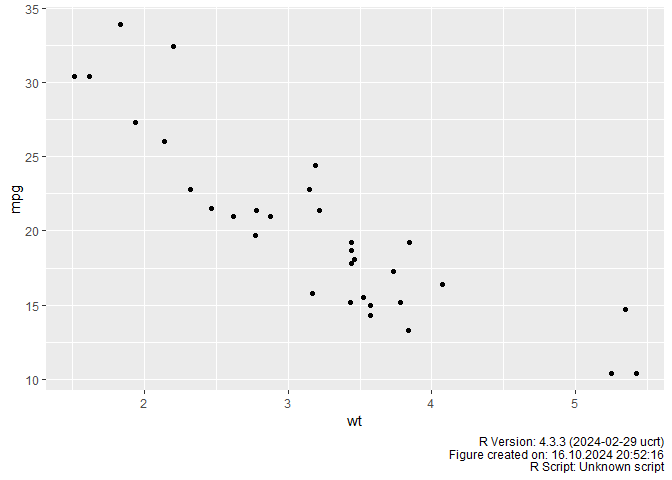 35
30
25
20
15
10
mpg
2 3 4 5
wt
R Version: 4.3.3 (2024-02-29 ucrt)
Figure created on: 16.10.2024 20:52:16
R Script: Unknown script